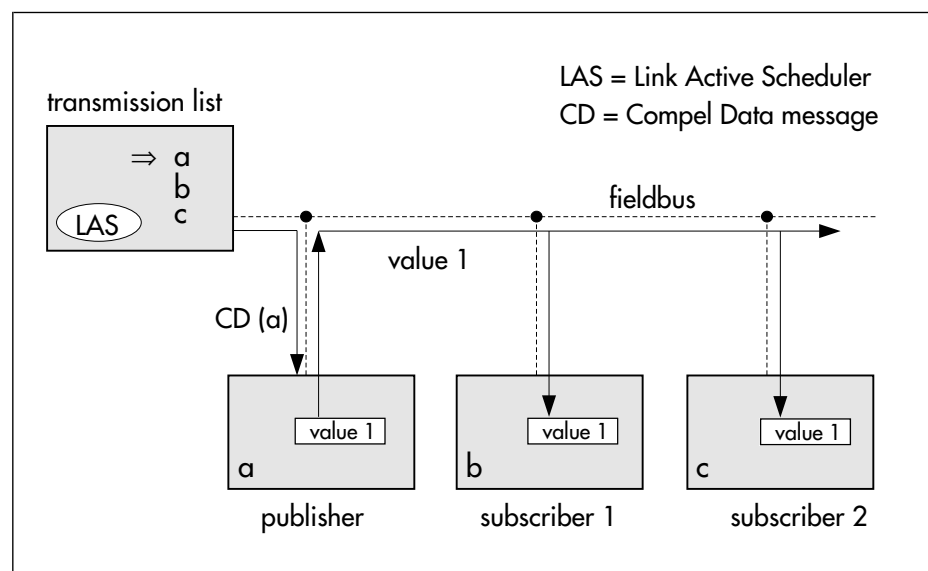 LAS = Link Active Scheduler
CD = Compel Data message
transmission list
⇒ a
b
c
LAS
fieldbus
value 1
CD (a)
value 1
value 1
value 1
a
b
c
publisher
subscriber 1
subscriber 2